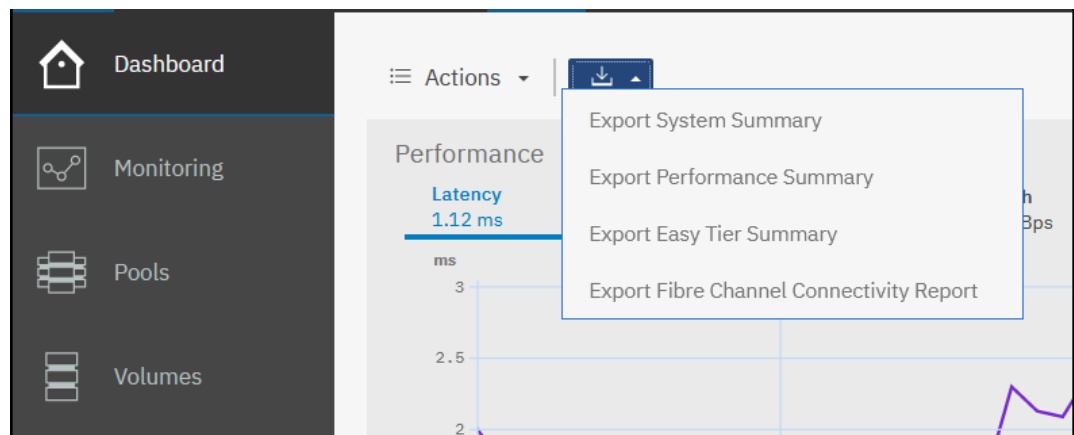 Dashboard
Monitoring
Pools
Volumes
Actions
Export System Summary
Export Performance Summary
Export Easy Tier Summary
Export Fibre Channel Connectivity Report
Performance
Latency
1.12 ms
h
Bps
ms
3
2.5
2